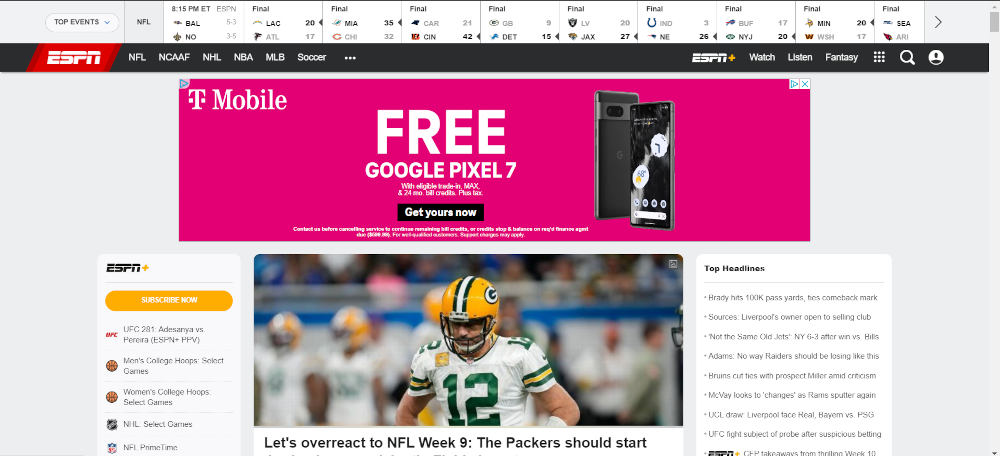 TOP EVENTS
NFL
8:15 PM ET ESPN
BAL 5-3
NO 3-5
Final
LAC 20
ATL 17
Final
MIA 35
CHI 32
Final
CAR 21
CIN 42
Final
GB 9
DET 15
Final
LV 20
JAX 27
Final
IND 3
NE 26
Final
BUF 17
NYJ 20
Final
MIN 20
WSH 17
Final
SEA
ARI
ESPN
NFL NCAAF NHL NBA MLB Soccer •••
ESPN+ Watch Listen Fantasy
T Mobile
FREE
GOOGLE PIXEL 7
With eligible trade-in, MAX,
& 24 mo. bill credits. Plus tax.
Get yours now
Contact us before cancelling service to continue remaining bill credits, or credits stop & balance on req'd finance agmt
due ($599.99). For well-qualified customers. Support charges may apply.
ESPN+
SUBSCRIBE NOW
UFC
UFC 281: Adesanya vs.
Pereira (ESPN+ PPV)
Men's College Hoops: Select
Games
Women's College Hoops:
Select Games
NHL: Select Games
NFL PrimeTime
G
12
Let's overreact to NFL Week 9: The Packers should start
Top Headlines
Brady hits 100K pass yards, ties comeback mark
Sources: Liverpool's owner open to selling club
'Not the Same Old Jets': NY 6-3 after win vs. Bills
Adams: No way Raiders should be losing like this
Bruins cut ties with prospect Miller amid criticism
McVay looks to 'changes' as Rams sputter again
UCL draw: Liverpool face Real, Bayern vs. PSG
UFC fight subject of probe after suspicious betting
ESPN+ CFP takeaways from thrilling Week 10